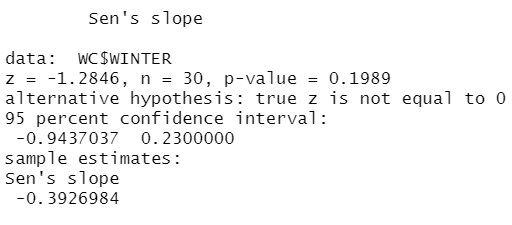 Sen's slope
data: WC$WINTER
z = -1.2846, n = 30, p-value = 0.1989
alternative hypothesis: true z is not equal to 0
95 percent confidence interval:
-0.9437037 0.2300000
sample estimates:
Sen's slope
-0.3926984